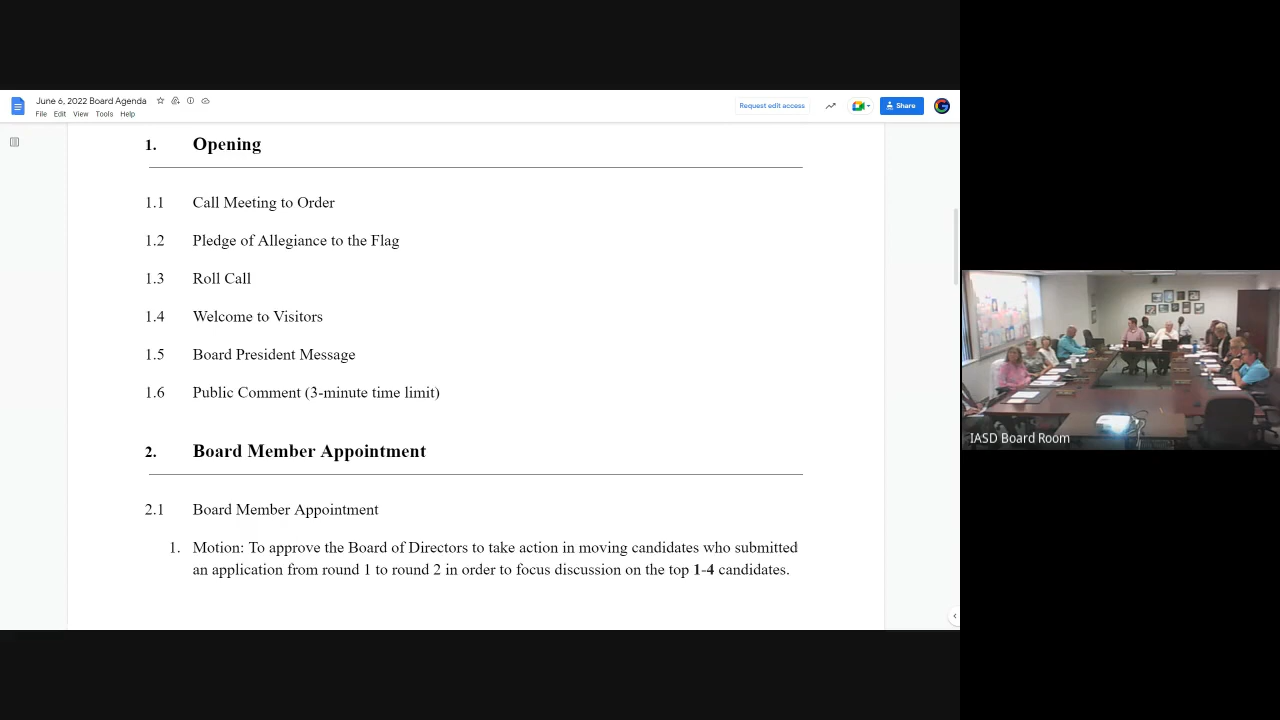 June 6, 2022 Board Agenda
File Edit View Tools Help
Request edit access
Share
1. Opening
1.1 Call Meeting to Order
1.2 Pledge of Allegiance to the Flag
1.3 Roll Call
1.4 Welcome to Visitors
1.5 Board President Message
1.6 Public Comment (3-minute time limit)
2. Board Member Appointment
2.1 Board Member Appointment
1. Motion: To approve the Board of Directors to take action in moving candidates who submitted
an application from round 1 to round 2 in order to focus discussion on the top 1-4 candidates.
IASD Board Room